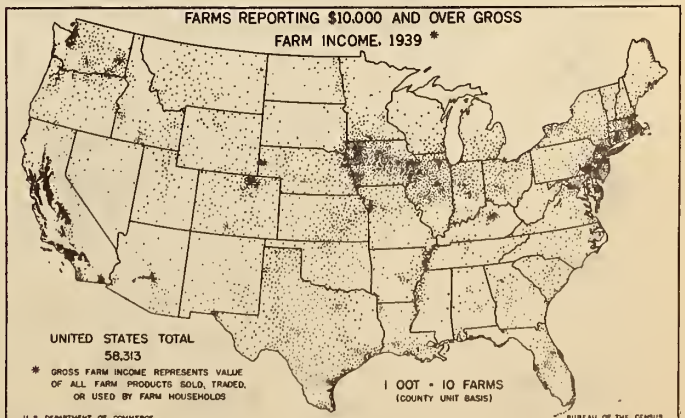 FARMS REPORTING $10,000 AND OVER GROSS
FARM INCOME, 1939 *
UNITED STATES TOTAL
58,313
* GROSS FARM INCOME REPRESENTS VALUE
OF ALL FARM PRODUCTS SOLD, TRADED,
OR USED BY FARM HOUSEHOLDS
1 DOT - 10 FARMS
(COUNTY UNIT BASIS)
U.S. DEPARTMENT OF COMMERCE
BUREAU OF THE CENSUS